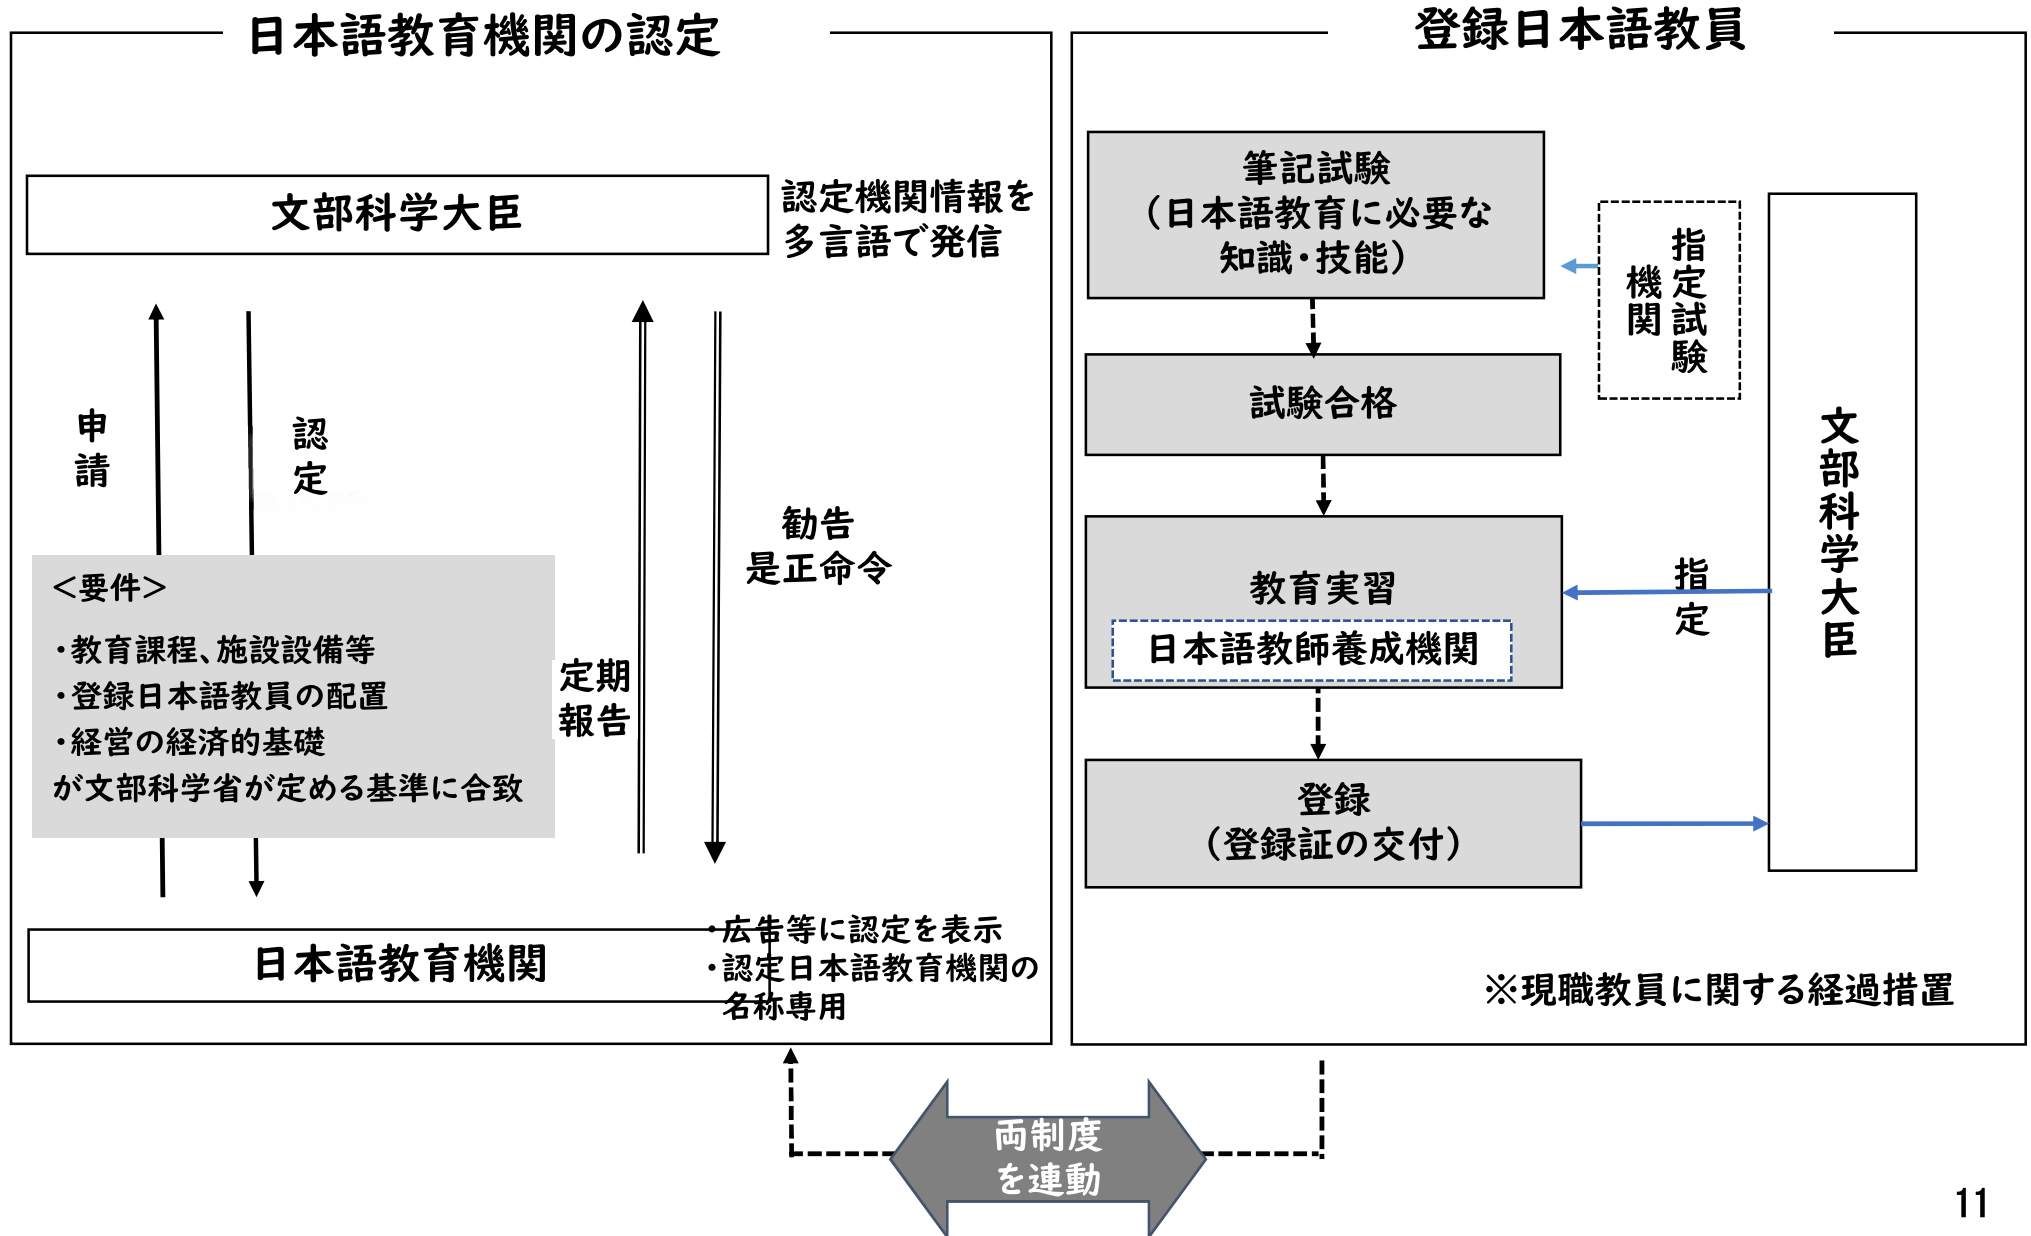 日本語教育機関の認定
文部科学大臣
認定機関情報を
多言語で発信
申請
認定
勧告
是正命令
＜要件＞
・教育課程、施設設備等
・登録日本語教員の配置
・経営の経済的基礎
が文部科学省が定める基準に合致
定期
報告
日本語教育機関
・広告等に認定を表示
・認定日本語教育機関の
名称専用
登録日本語教員
筆記試験
（日本語教育に必要な
知識・技能）
指定試験
機関
試験合格
文部科学大臣
教育実習
日本語教師養成機関
指定
登録
（登録証の交付）
※現職教員に関する経過措置
両制度
を連動
11